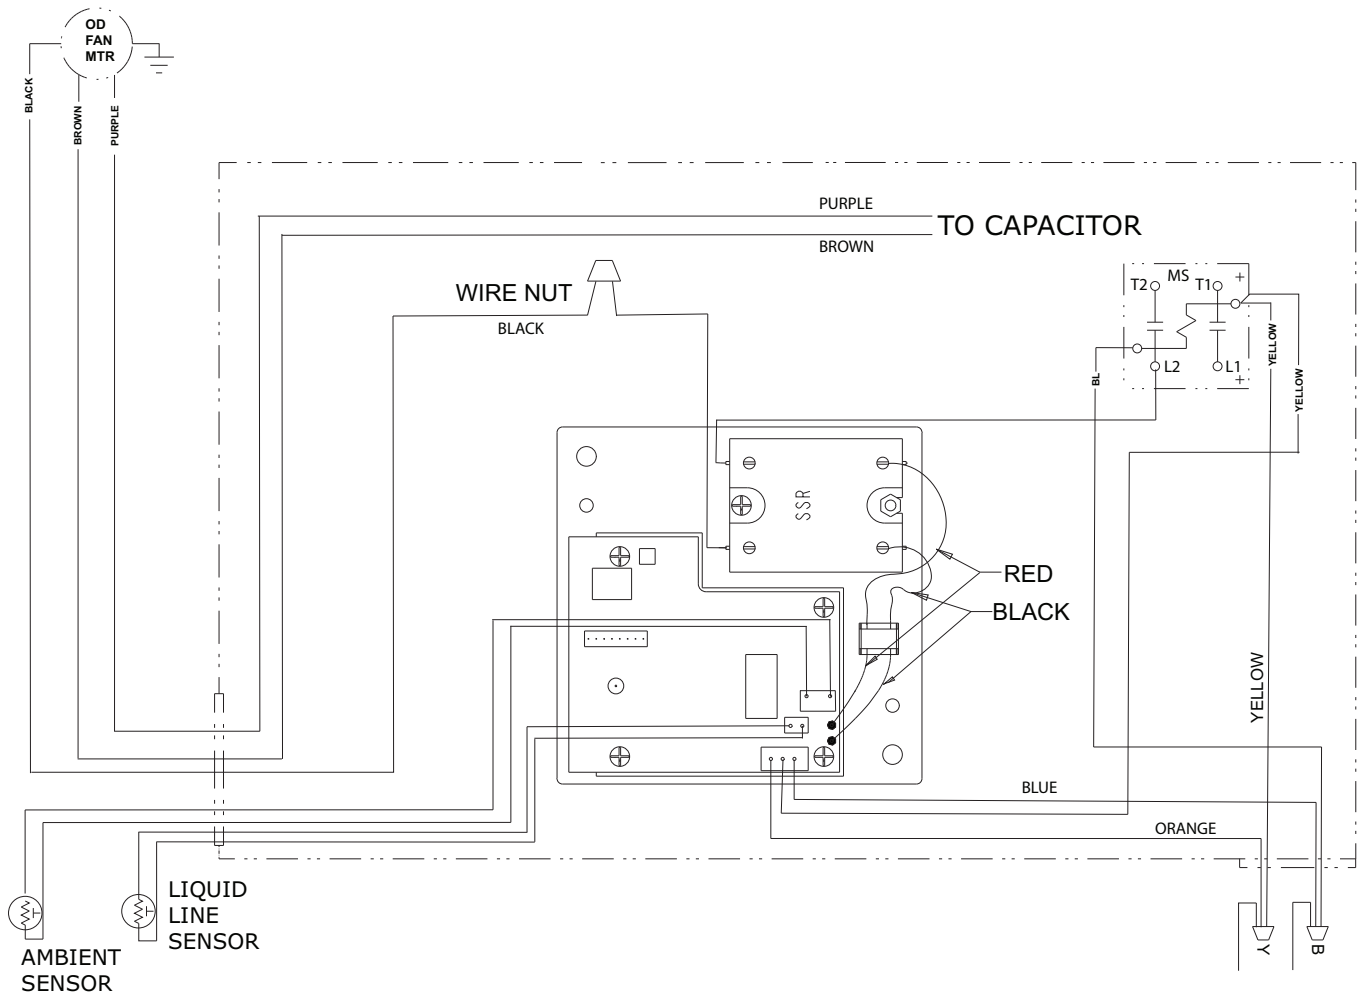 OD
FAN
MTR
BLACK
BROWN
PURPLE
PURPLE
TO CAPACITOR
BROWN
WIRE NUT
BLACK
MS
T2
T1
+
L2
L1
+
BL
YELLOW
YELLOW
SSR
RED
BLACK
YELLOW
BLUE
ORANGE
LIQUID
LINE
SENSOR
AMBIENT
SENSOR
Y
B